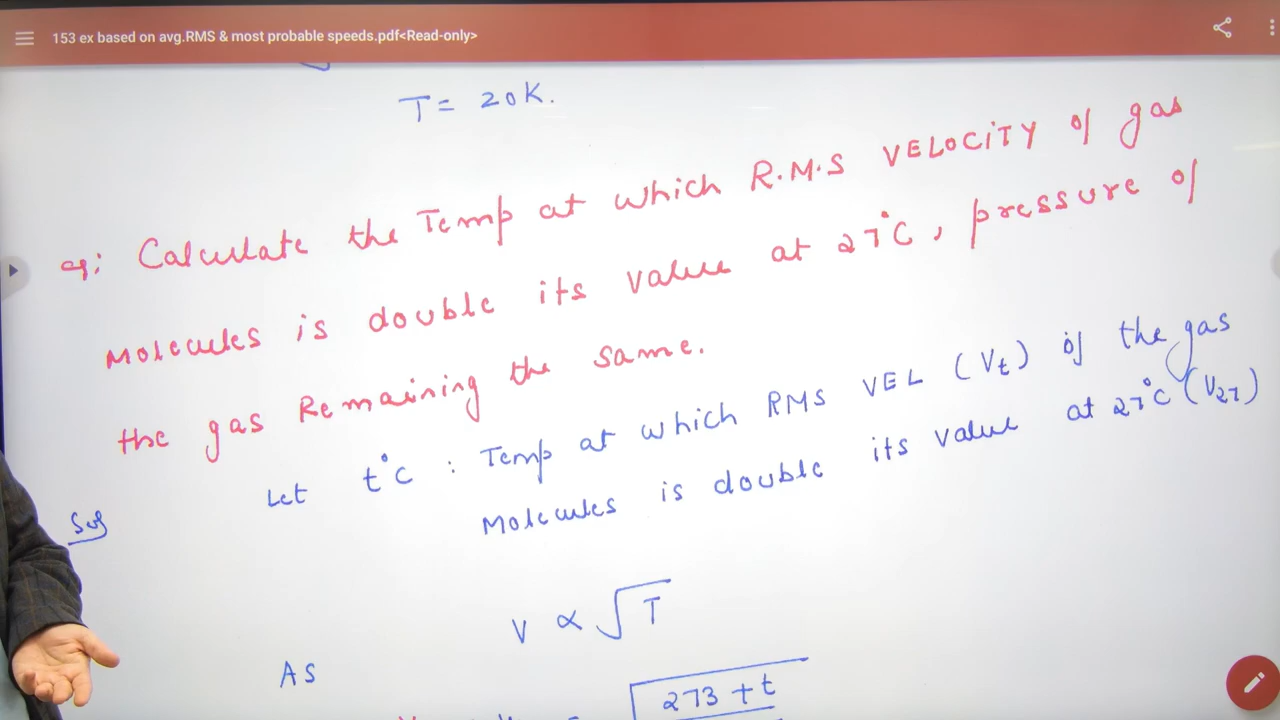 153 ex based on avg.RMS & most probable speeds.pdf<Read-only>
T = 20K.
eg: Calculate the Temp at which R.M.S VELOCITY of gas
Molecules is double its value at 27°C, pressure of
the gas Remaining the same.
Sol Let t°C : Temp at which RMS VEL (Vt) of the gas
Molecules is double its value at 27°C (V27)
As V ∝ √T
273 + t